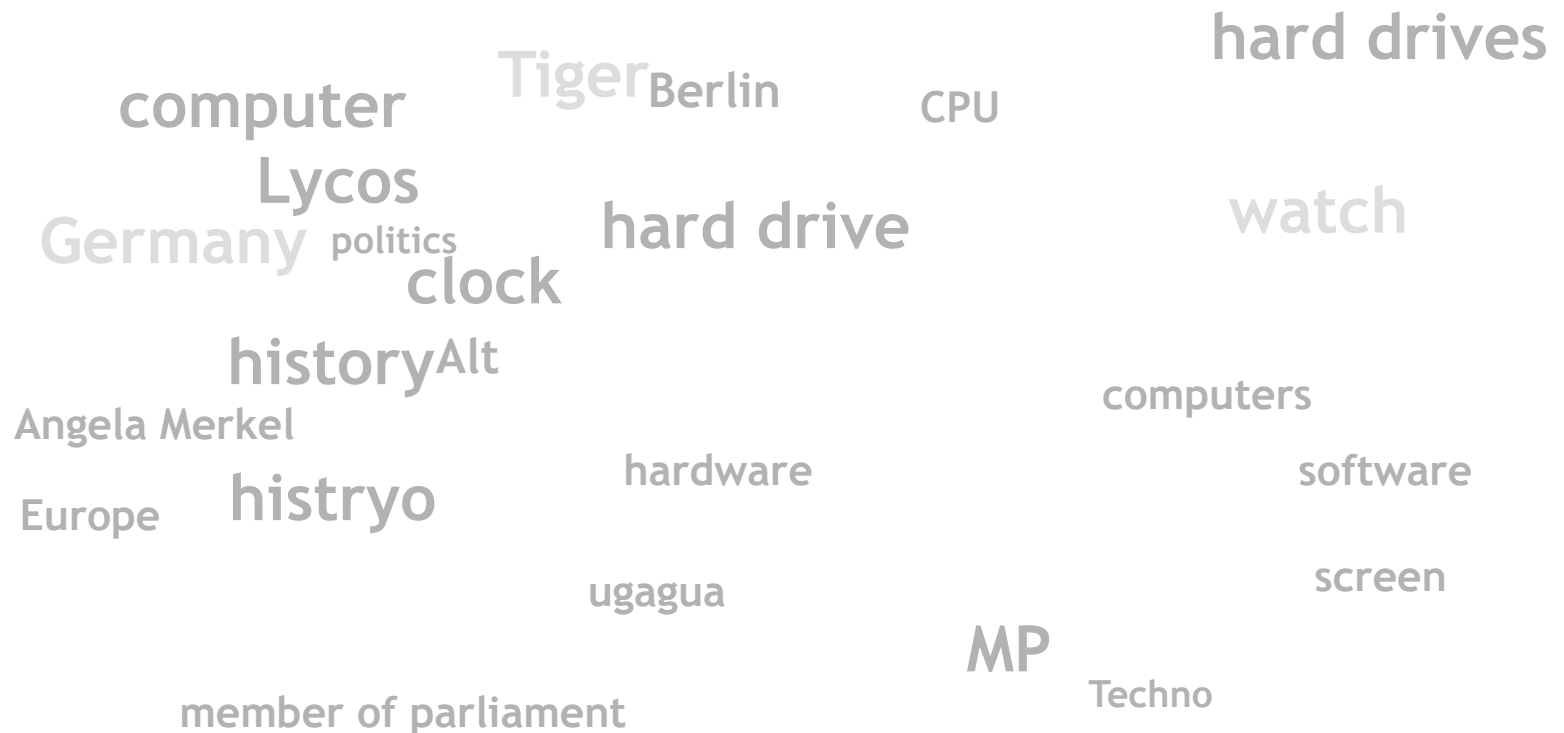 hard drives
Tiger
Berlin
computer
CPU
Lycos
watch
hard drive
Germany
politics
clock
history
Alt
computers
Angela Merkel
hardware
software
histryo
Europe
screen
ugagua
MP
Techno
member of parliament